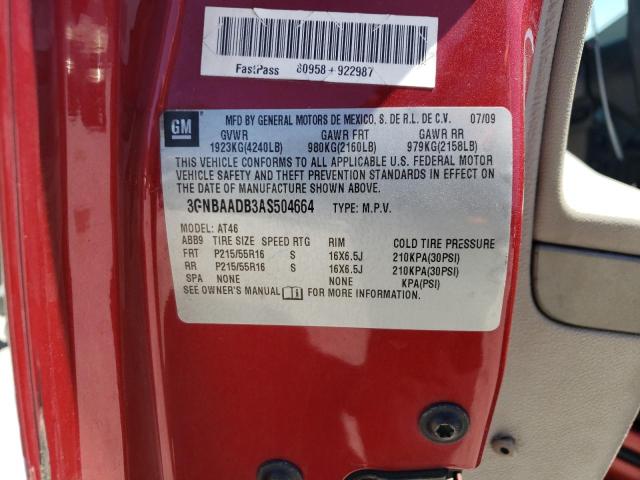 FastPass 80958 + 922987
GM
MFD BY GENERAL MOTORS DE MEXICO, S. DE R.L. DE C.V. 07/09
GVWR GAWR FRT GAWR RR
1923KG(4240LB) 980KG(2160LB) 979KG(2158LB)
THIS VEHICLE CONFORMS TO ALL APPLICABLE U.S. FEDERAL MOTOR
VEHICLE SAFETY AND THEFT PREVENTION STANDARDS IN EFFECT
ON THE DATE OF MANUFACTURE SHOWN ABOVE.
3GNBAADB3AS504664 TYPE: M.P.V.
MODEL: AT46
ABB9 TIRE SIZE SPEED RTG RIM COLD TIRE PRESSURE
FRT P215/55R16 S 16X6.5J 210KPA(30PSI)
RR P215/55R16 S 16X6.5J 210KPA(30PSI)
SPA NONE NONE KPA(PSI)
SEE OWNER'S MANUAL FOR MORE INFORMATION.